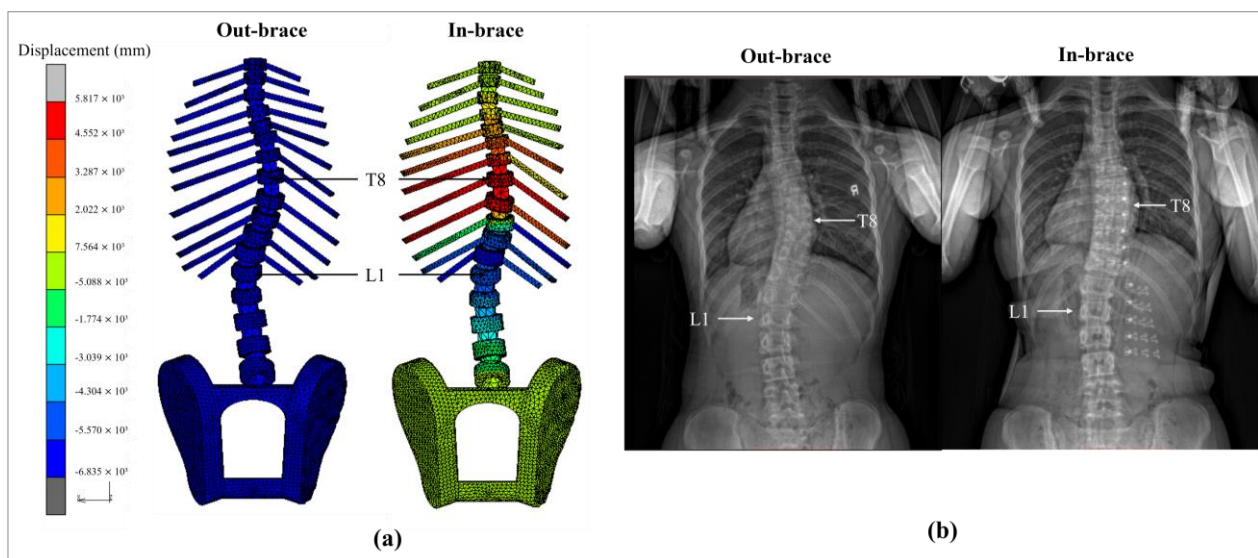 Out-brace
In-brace
Displacement (mm)
5.817 × 10³
4.552 × 10³
3.287 × 10³
2.022 × 10³
7.564 × 10³
-5.088 × 10³
-1.774 × 10³
-3.039 × 10³
-4.304 × 10³
-5.570 × 10³
-6.835 × 10³
T8
L1
(a)
Out-brace
In-brace
R
T8
L1
T8
L1
(b)